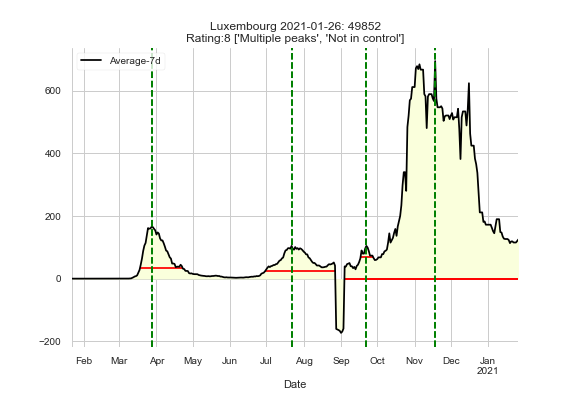 Luxembourg 2021-01-26: 49852
Rating:8 ['Multiple peaks', 'Not in control']
Average-7d
600
400
200
0
−200
Feb Mar Apr May Jun Jul Aug Sep Oct Nov Dec Jan
2021
Date